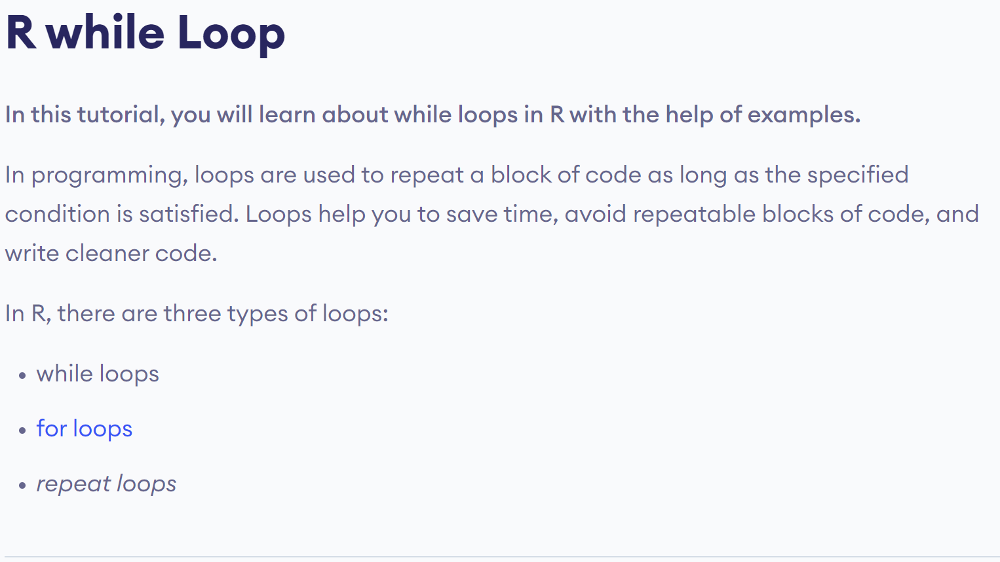 R while Loop
In this tutorial, you will learn about while loops in R with the help of examples.
In programming, loops are used to repeat a block of code as long as the specified
condition is satisfied. Loops help you to save time, avoid repeatable blocks of code, and
write cleaner code.
In R, there are three types of loops:
• while loops
• for loops
• repeat loops